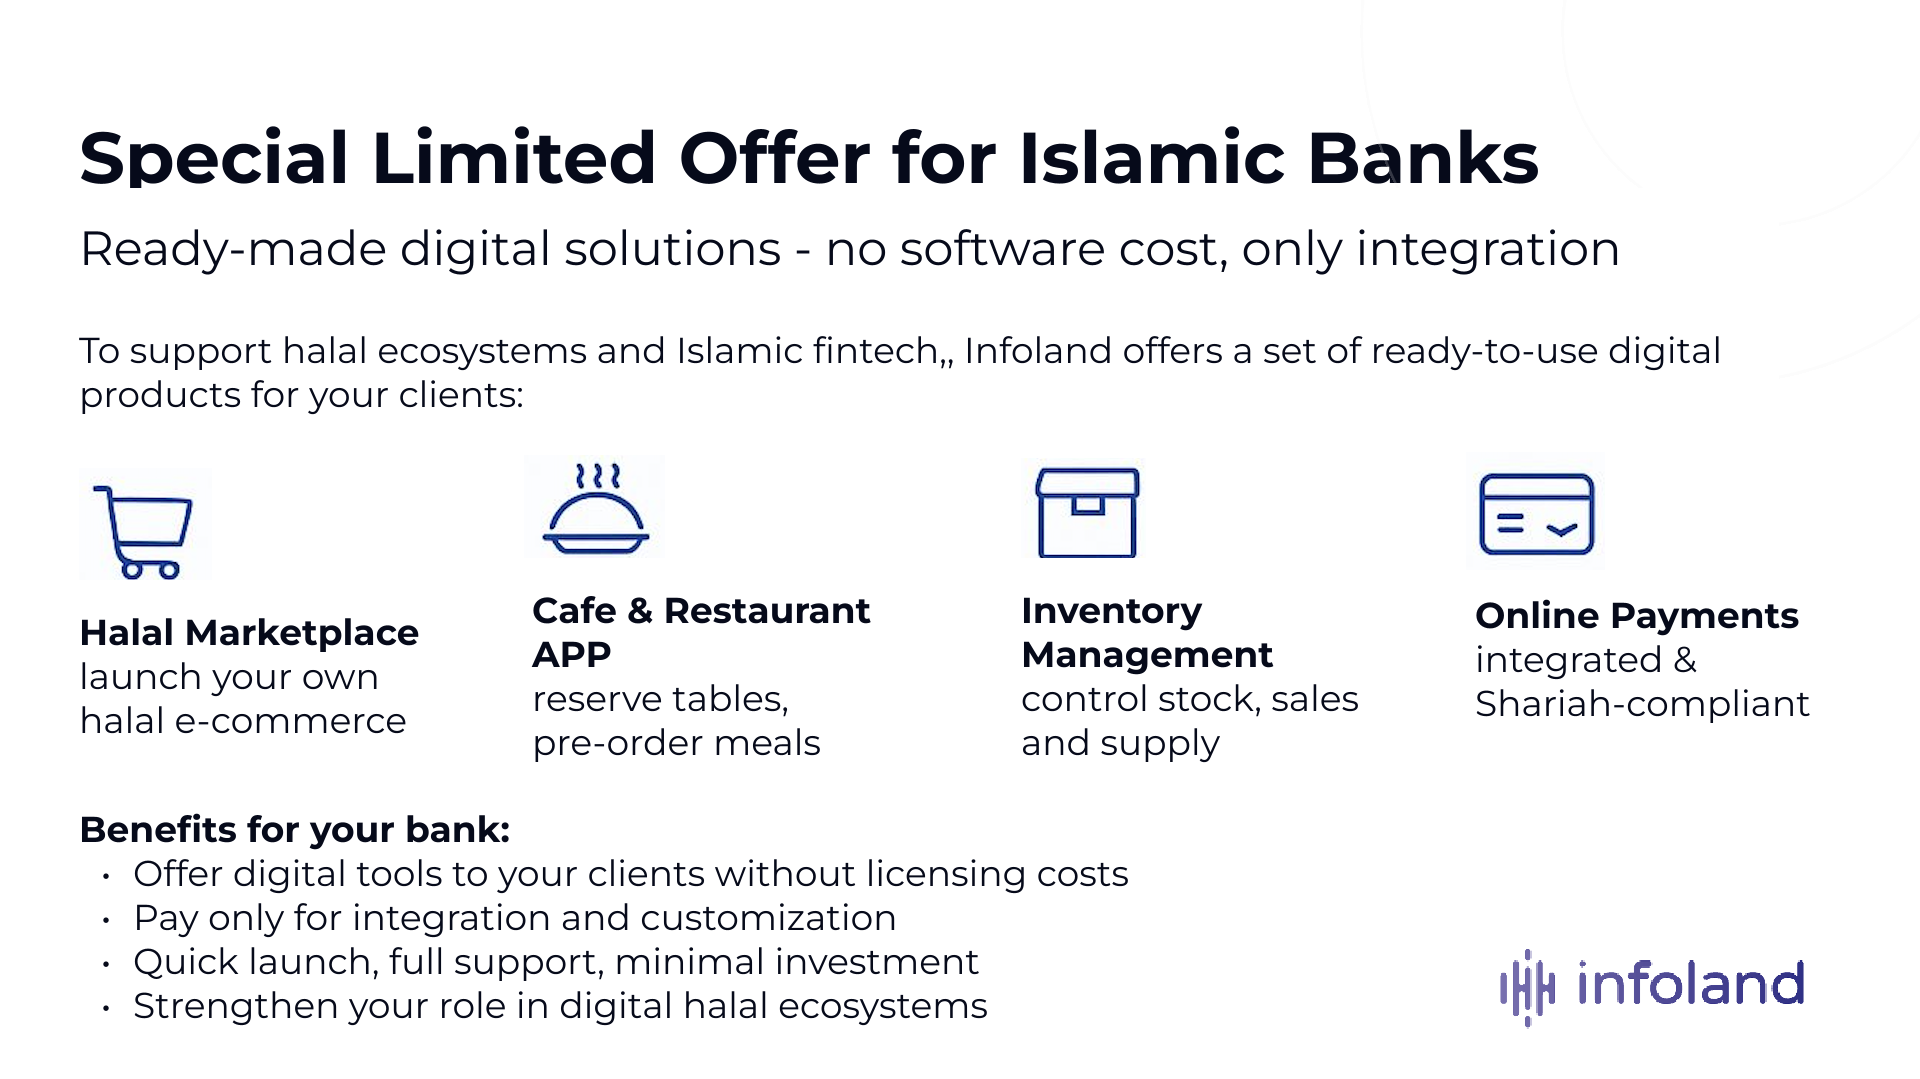 Special Limited Offer for Islamic Banks
Ready-made digital solutions - no software cost, only integration
To support halal ecosystems and Islamic fintech,, Infoland offers a set of ready-to-use digital
products for your clients:
Halal Marketplace
launch your own
halal e-commerce
Cafe & Restaurant
APP
reserve tables,
pre-order meals
Inventory
Management
control stock, sales
and supply
Online Payments
integrated &
Shariah-compliant
Benefits for your bank:
• Offer digital tools to your clients without licensing costs
• Pay only for integration and customization
• Quick launch, full support, minimal investment
• Strengthen your role in digital halal ecosystems
infoland